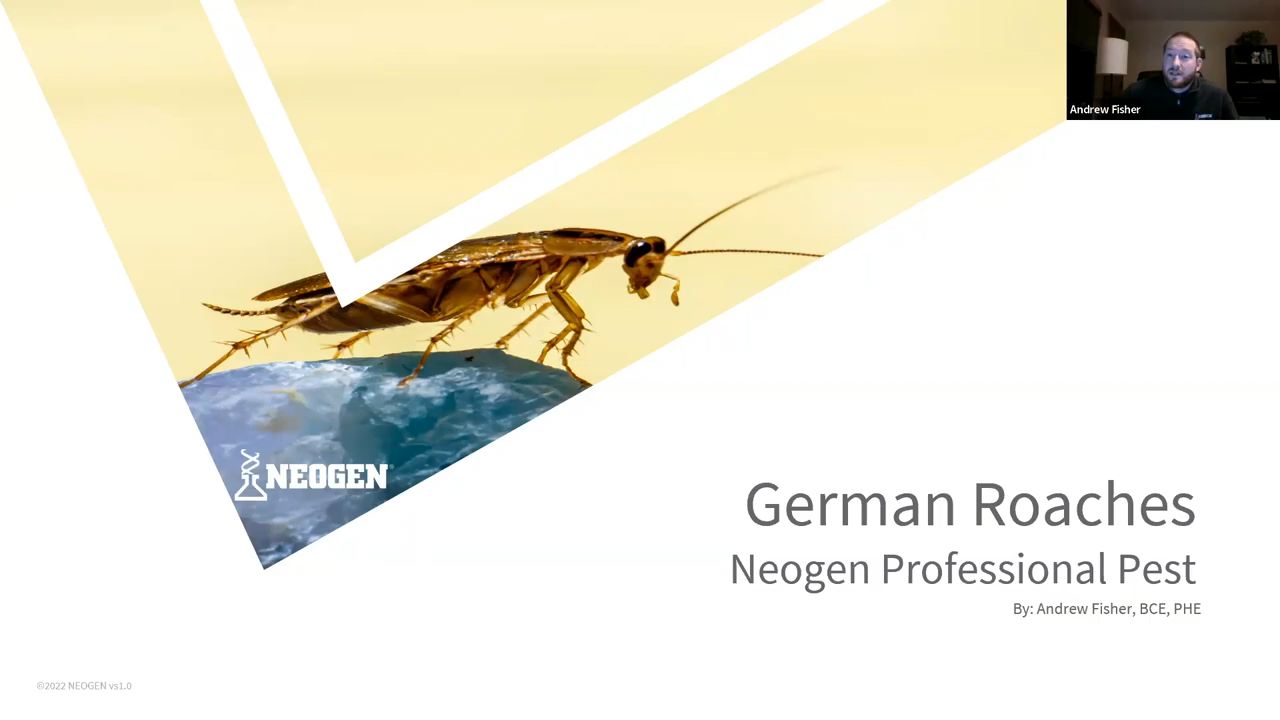 Andrew Fisher
NEOGEN
German Roaches
Neogen Professional Pest
By: Andrew Fisher, BCE, PHE
©2022 NEOGEN vs1.0